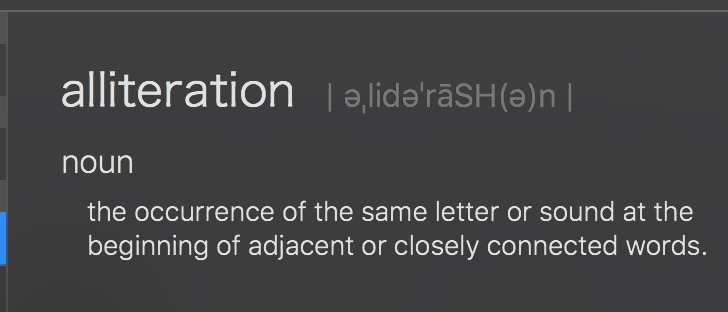 alliteration | əˌlidəˈrāSH(ə)n |
noun
the occurrence of the same letter or sound at the
beginning of adjacent or closely connected words.